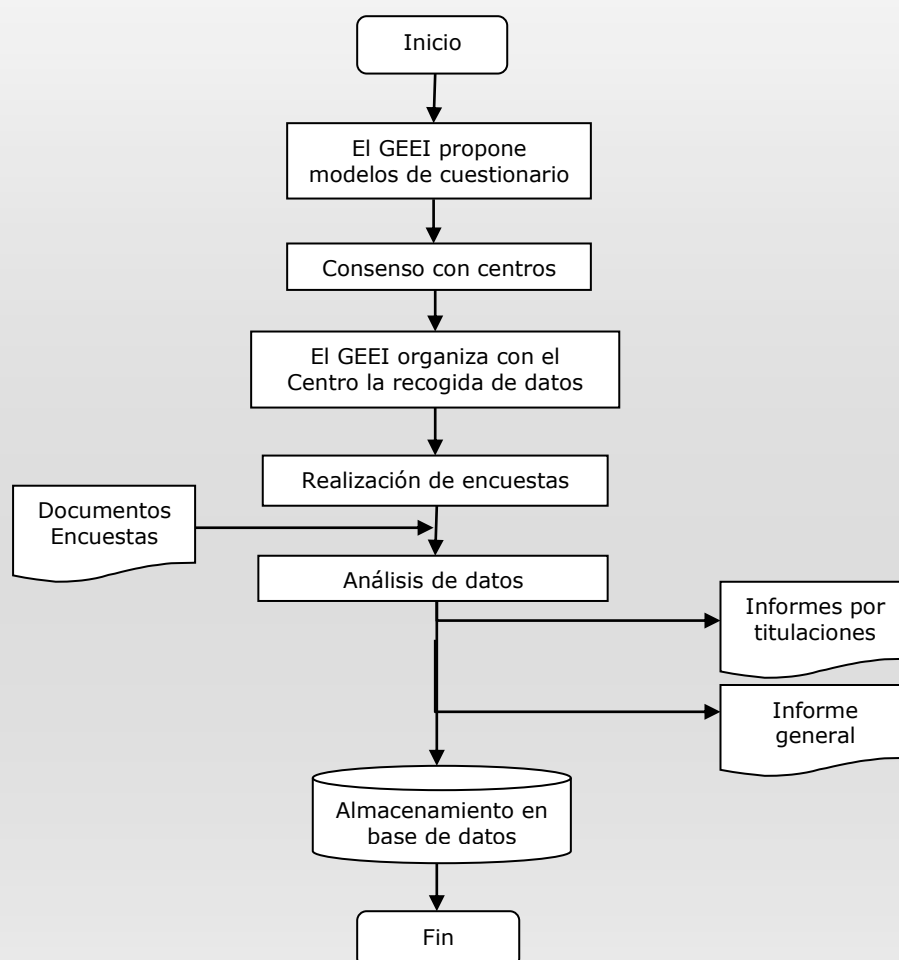 Inicio
El GEEI propone
modelos de cuestionario
Consenso con centros
El GEEI organiza con el
Centro la recogida de datos
Realización de encuestas
Documentos
Encuestas
Análisis de datos
Informes por
titulaciones
Informe
general
Almacenamiento en
base de datos
Fin